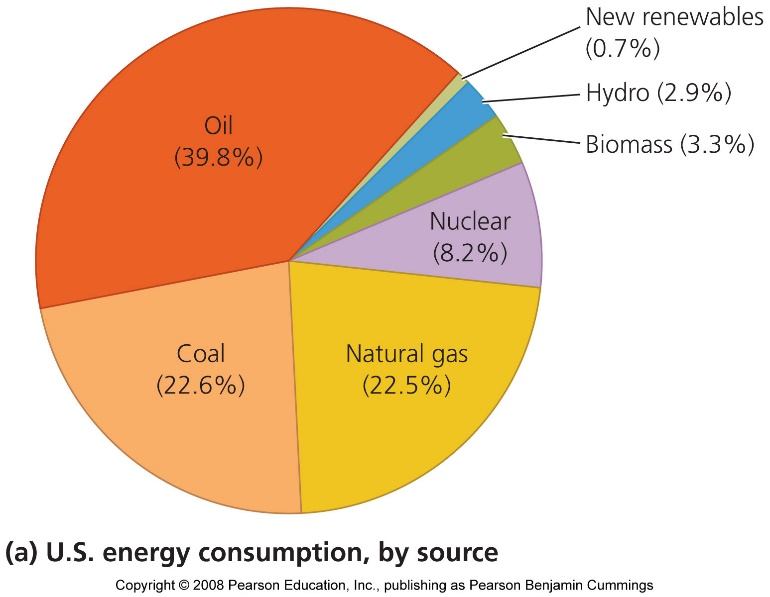 New renewables
(0.7%)
Hydro (2.9%)
Biomass (3.3%)
Oil
(39.8%)
Nuclear
(8.2%)
Coal
(22.6%)
Natural gas
(22.5%)
(a) U.S. energy consumption, by source
Copyright © 2008 Pearson Education, Inc., publishing as Pearson Benjamin Cummings